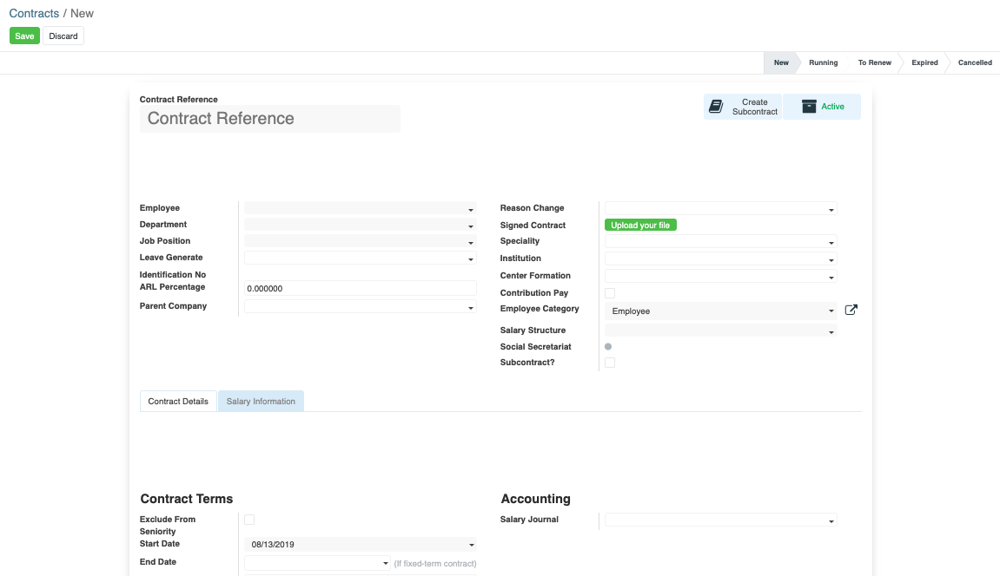 Contracts / New
Save Discard
New Running To Renew Expired Cancelled
Contract Reference
Contract Reference
Create
Subcontract
Active
Employee
Department
Job Position
Leave Generate
Identification No
ARL Percentage 0.000000
Parent Company
Reason Change
Signed Contract Upload your file
Speciality
Institution
Center Formation
Contribution Pay
Employee Category Employee
Salary Structure
Social Secretariat
Subcontract?
Contract Details Salary Information
Contract Terms
Exclude From
Seniority
Start Date 08/13/2019
End Date (If fixed-term contract)
Accounting
Salary Journal